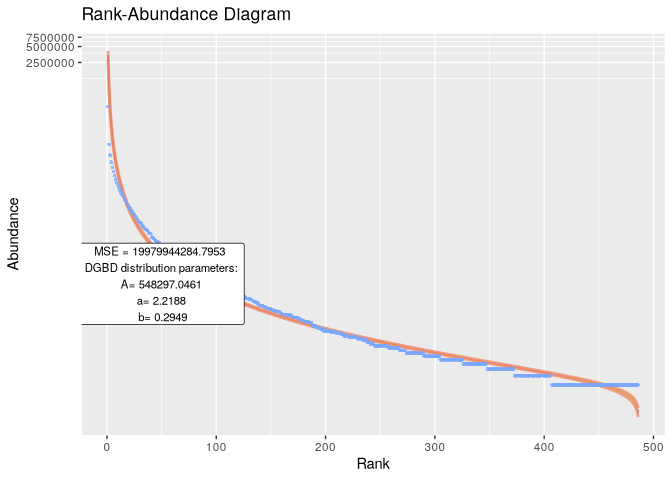 Rank-Abundance Diagram
7500000
5000000
2500000
Abundance
MSE = 19979944284.7953
DGBD distribution parameters:
A= 548297.0461
a= 2.2188
b= 0.2949
0 100 200 300 400 500
Rank